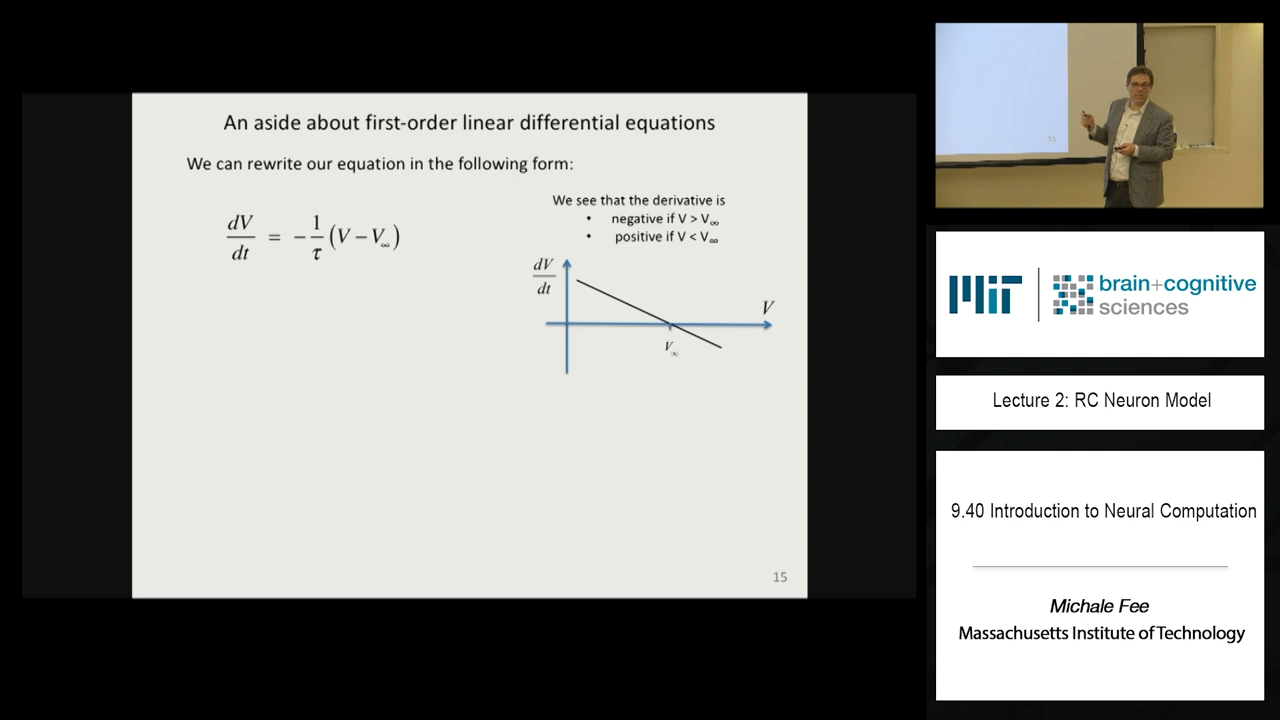 An aside about first-order linear differential equations
We can rewrite our equation in the following form:
dV/dt = −1/τ (V − V∞)
We see that the derivative is
• negative if V > V∞
• positive if V < V∞
dV/dt
V
V∞
15
15
MIT
brain+cognitive
sciences
Lecture 2: RC Neuron Model
9.40 Introduction to Neural Computation
Michale Fee
Massachusetts Institute of Technology